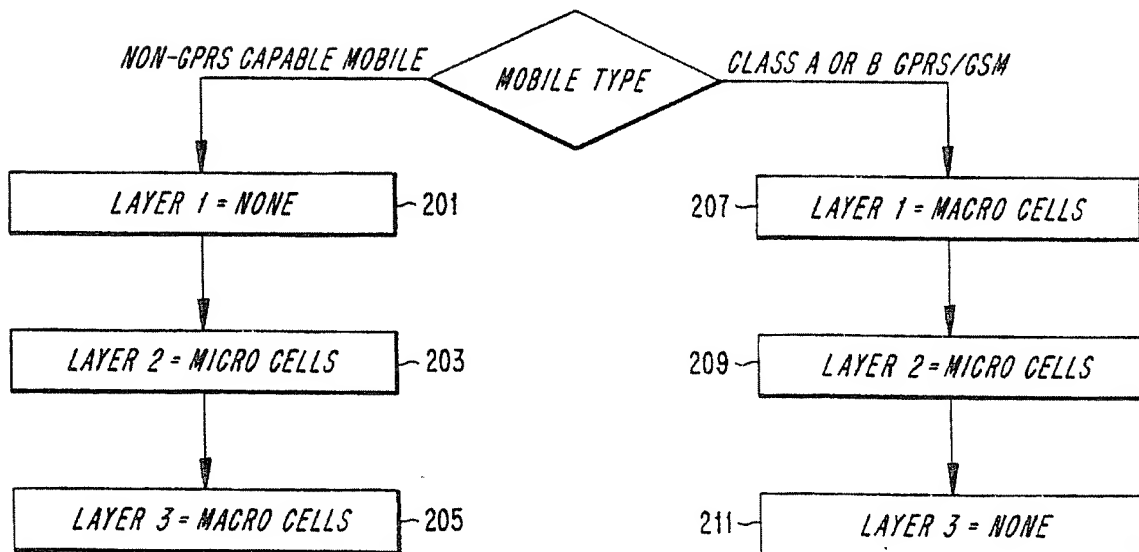 NON-GPRS CAPABLE MOBILE
MOBILE TYPE
CLASS A OR B GPRS/GSM
LAYER 1 = NONE
201
207
LAYER 1 = MACRO CELLS
LAYER 2 = MICRO CELLS
203
209
LAYER 2 = MICRO CELLS
LAYER 3 = MACRO CELLS
205
211
LAYER 3 = NONE